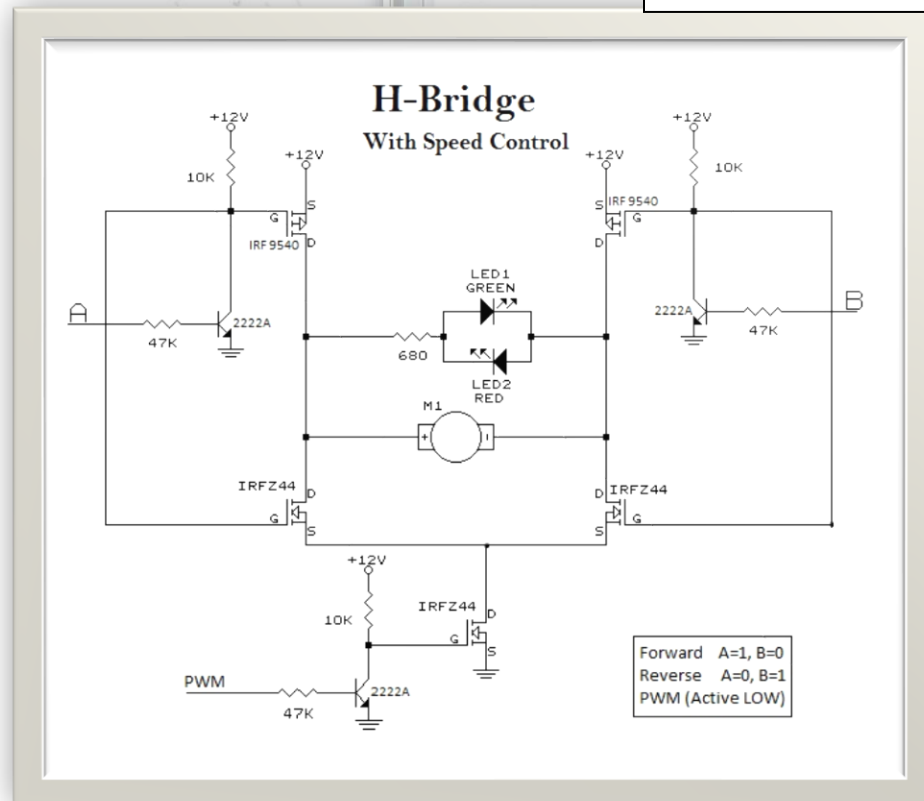 H-Bridge
With Speed Control
+12V
+12V
+12V
+12V
10K
10K
S
G
IRF9540
D
S
IRF9540
G
D
LED1
GREEN
A
47K
2222A
680
LED2
RED
2222A
47K
B
M1
+
-
IRFZ44
D
G
S
D
IRFZ44
G
S
+12V
10K
IRFZ44
D
G
S
PWM
47K
2222A
Forward A=1, B=0
Reverse A=0, B=1
PWM (Active LOW)